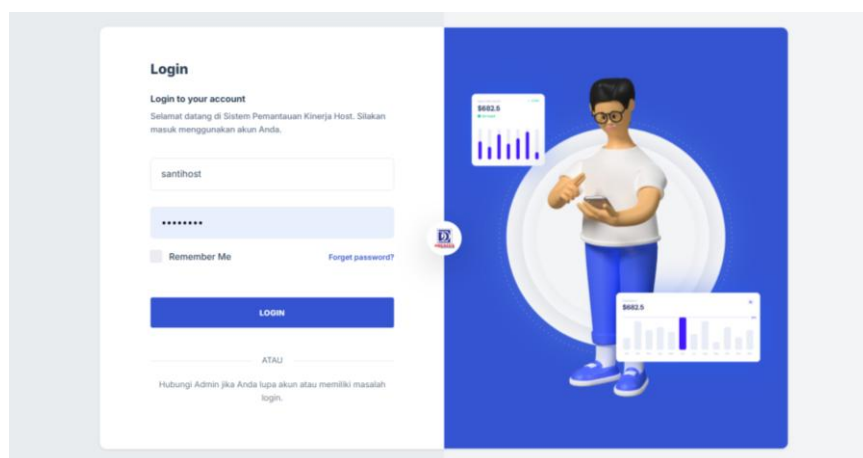 Login
Login to your account
Selamat datang di Sistem Pemantauan Kinerja Host. Silakan
masuk menggunakan akun Anda.
santihost
••••••••
Remember Me
Forget password?
LOGIN
ATAU
Hubungi Admin jika Anda lupa akun atau memiliki masalah
login.
$682.5
$682.5